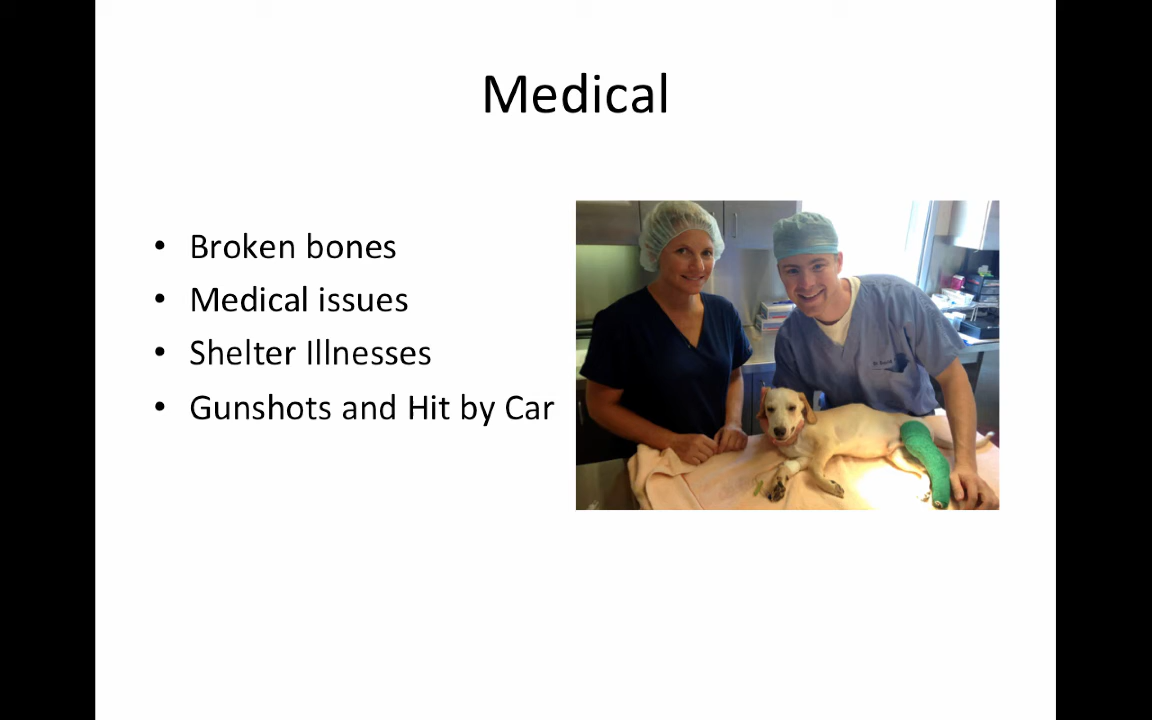 Medical
• Broken bones
• Medical issues
• Shelter Illnesses
• Gunshots and Hit by Car